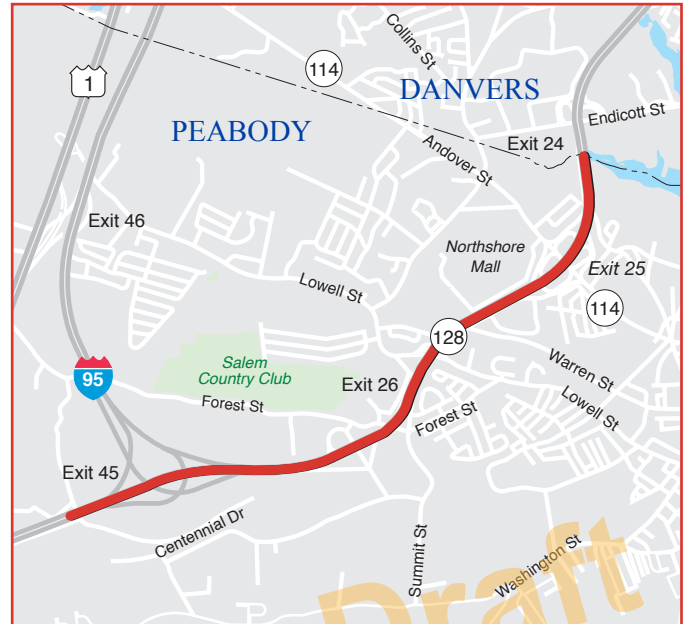 Collins St
114
1
DANVERS
Endicott St
PEABODY
Exit 24
Andover St
Exit 46
Northshore
Mall
Exit 25
Lowell St
114
128
Warren St
Salem
Country Club
95
Exit 26
Lowell St
Forest St
Forest St
Exit 45
Centennial Dr
Summit St
Washington St
Draft